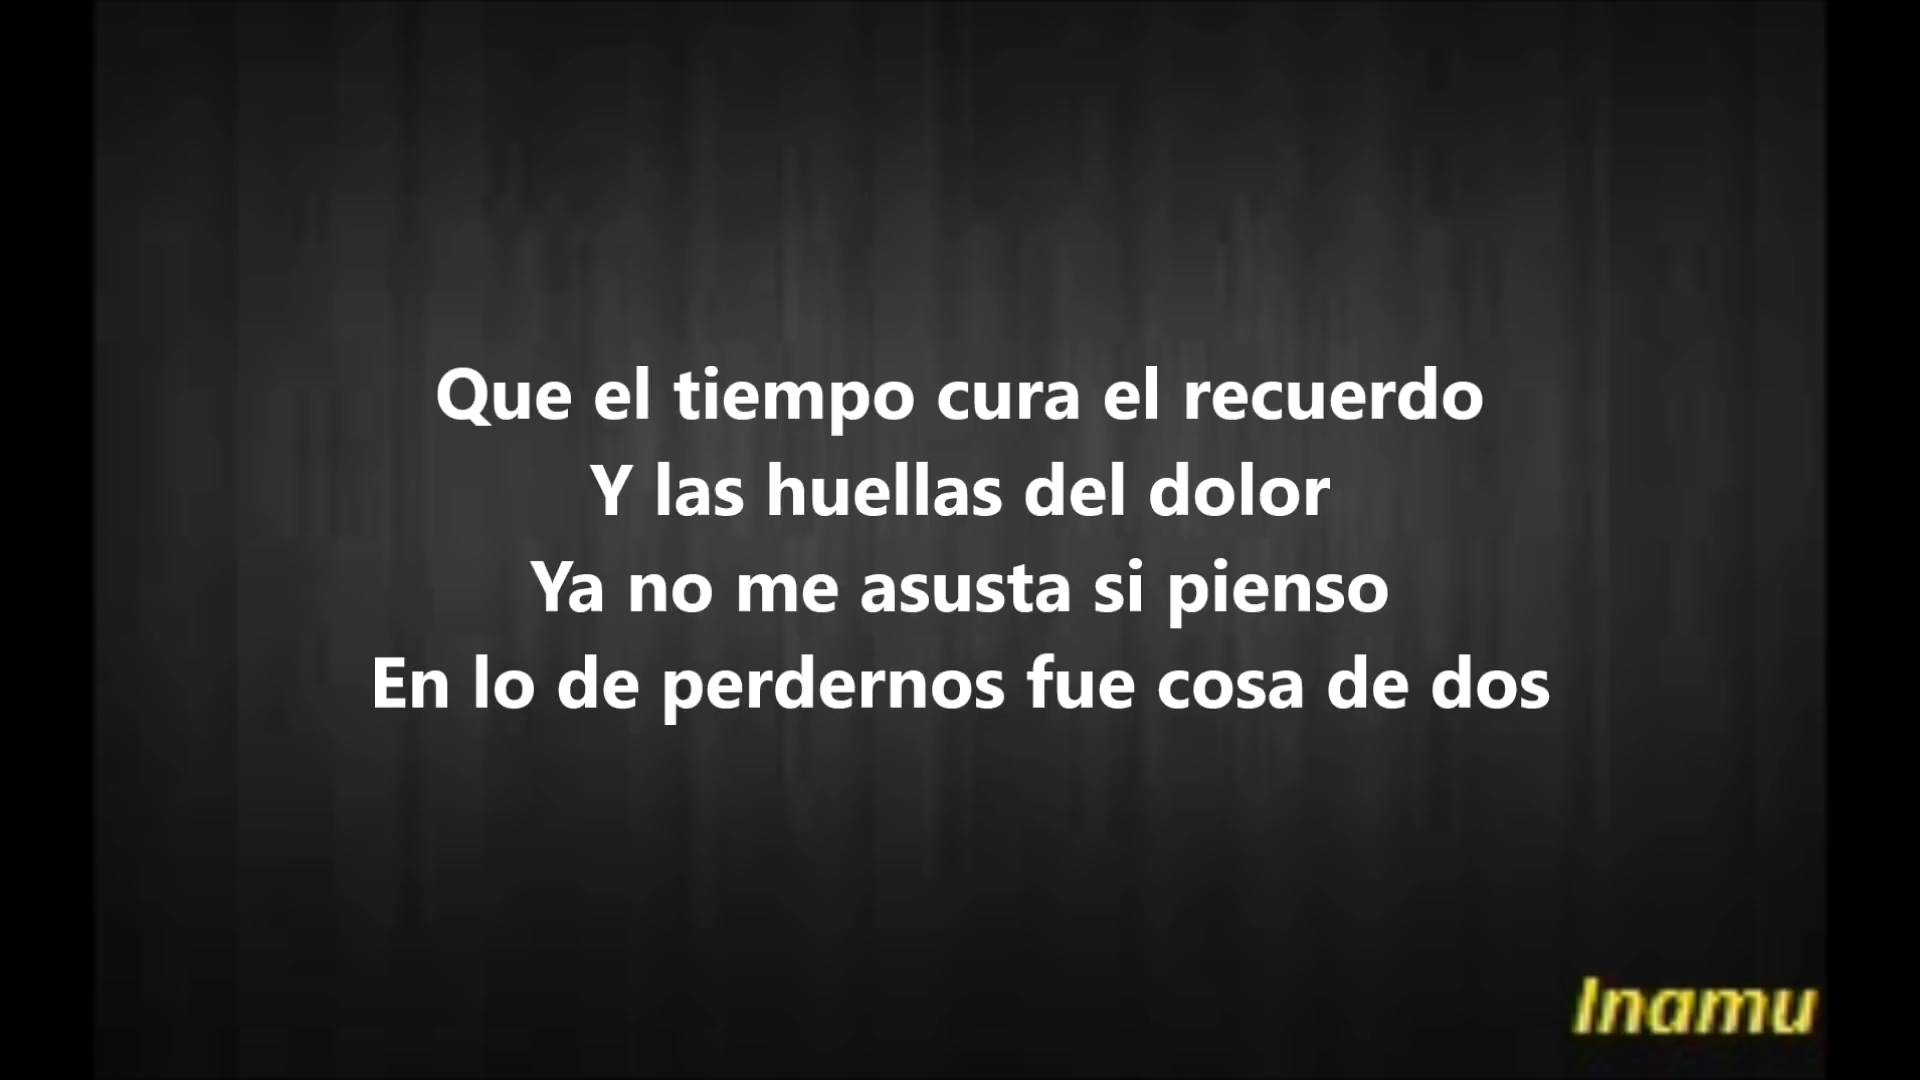 Que el tiempo cura el recuerdo
Y las huellas del dolor
Ya no me asusta si pienso
En lo de perdernos fue cosa de dos
Inamu